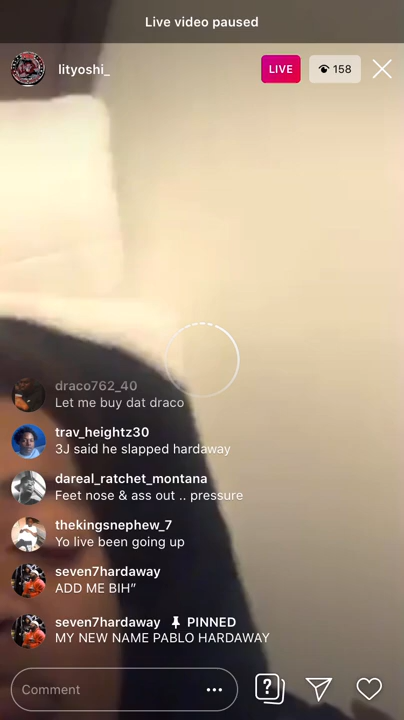 Live video paused
lityoshi_
LIVE
158
draco762_40
Let me buy dat draco
trav_heightz30
3J said he slapped hardaway
dareal_ratchet_montana
Feet nose & ass out .. pressure
thekingsnephew_7
Yo live been going up
seven7hardaway
ADD ME BIH”
seven7hardaway PINNED
MY NEW NAME PABLO HARDAWAY
Comment